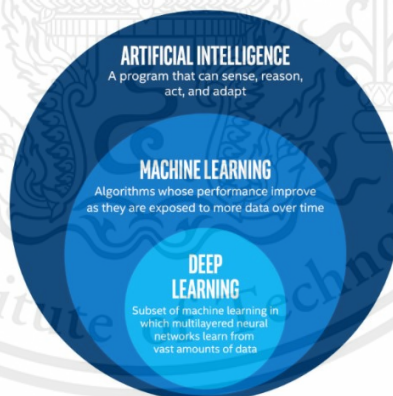 ARTIFICIAL INTELLIGENCE
A program that can sense, reason,
act, and adapt
MACHINE LEARNING
Algorithms whose performance improve
as they are exposed to more data over time
DEEP
LEARNING
Subset of machine learning in
which multilayered neural
networks learn from
vast amounts of data